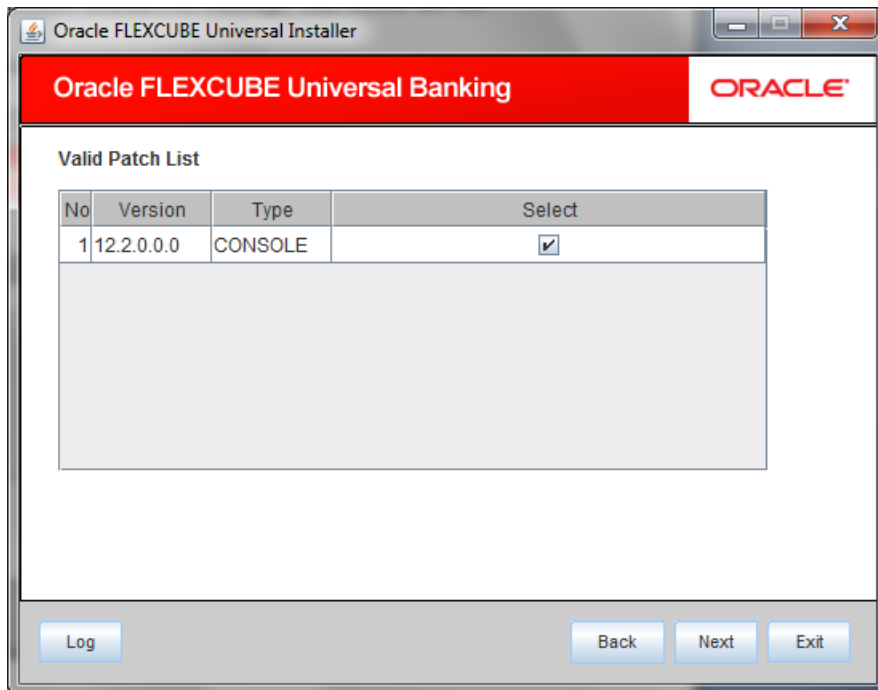 Oracle FLEXCUBE Universal Installer
Oracle FLEXCUBE Universal Banking ORACLE®
Valid Patch List
No Version Type Select
1 12.2.0.0.0 CONSOLE
Log Back Next Exit